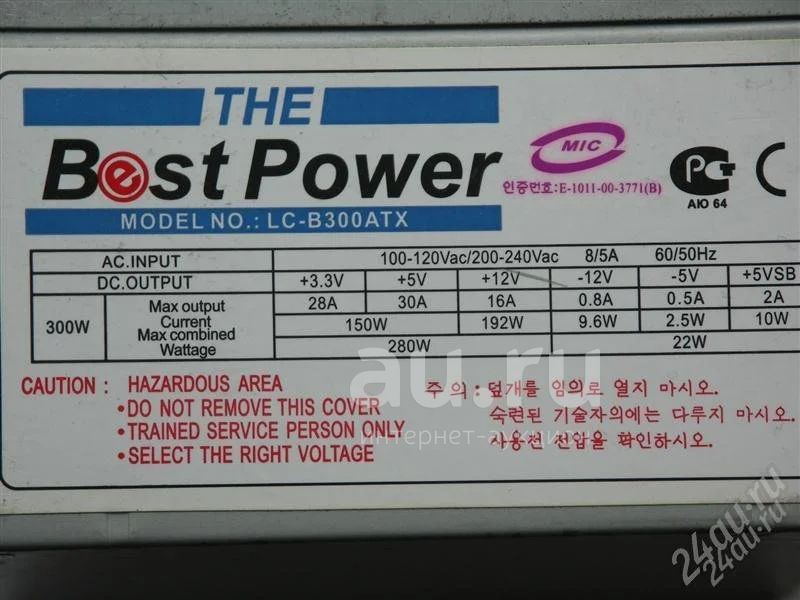 THE
Best Power
MODEL NO.: LC-B300ATX
MIC
인증번호:E-1011-00-3771(B)
РСТ
АЮ 64
CE
AC.INPUT 100-120Vac/200-240Vac 8/5A 60/50Hz
DC.OUTPUT +3.3V +5V +12V -12V -5V +5VSB
300W Max output Current 28A 30A 16A 0.8A 0.5A 2A
Max combined Wattage 150W 192W 9.6W 2.5W 10W
280W 22W
CAUTION : HAZARDOUS AREA
•DO NOT REMOVE THIS COVER
•TRAINED SERVICE PERSON ONLY
•SELECT THE RIGHT VOLTAGE
주 의 : 덮개를 임의로 열지 마시오.
숙련된 기술자외에는 다루지 마시오.
사용전 전압을 확인하시오.
au.ru
интернет-аукцион
24au.ru
24au.ru